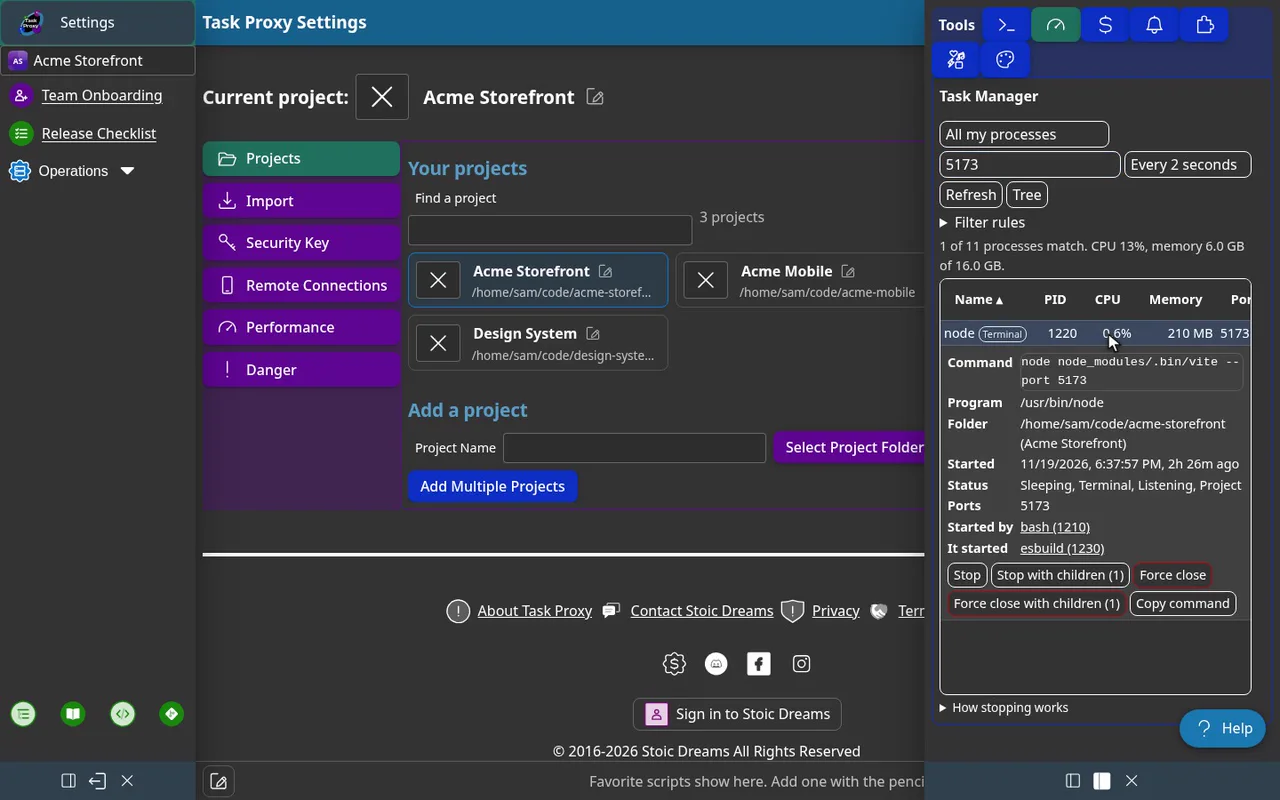 Settings
Acme Storefront
Team Onboarding
Release Checklist
Operations
Task Proxy Settings
Current project:
Acme Storefront
Projects
Import
Security Key
Remote Connections
Performance
Danger
Your projects
Find a project
3 projects
Acme Storefront
/home/sam/code/acme-storef...
Acme Mobile
/home/sam/code/acme-mobile
Design System
/home/sam/code/design-syste...
Add a project
Project Name
Select Project Folder
Add Multiple Projects
About Task Proxy
Contact Stoic Dreams
Privacy
Terr
Sign in to Stoic Dreams
© 2016-2026 Stoic Dreams All Rights Reserved
Favorite scripts show here. Add one with the penci
Tools
Task Manager
All my processes
5173
Every 2 seconds
Refresh
Tree
Filter rules
1 of 11 processes match. CPU 13%, memory 6.0 GB
of 16.0 GB.
Name ▲ PID CPU Memory Por
node Terminal 1220 0.6% 210 MB 5173
Command node node_modules/.bin/vite --
port 5173
Program /usr/bin/node
Folder /home/sam/code/acme-storefront
(Acme Storefront)
Started 11/19/2026, 6:37:57 PM, 2h 26m ago
Status Sleeping, Terminal, Listening, Project
Ports 5173
Started by bash (1210)
It started esbuild (1230)
Stop
Stop with children (1)
Force close
Force close with children (1)
Copy command
How stopping works
Help